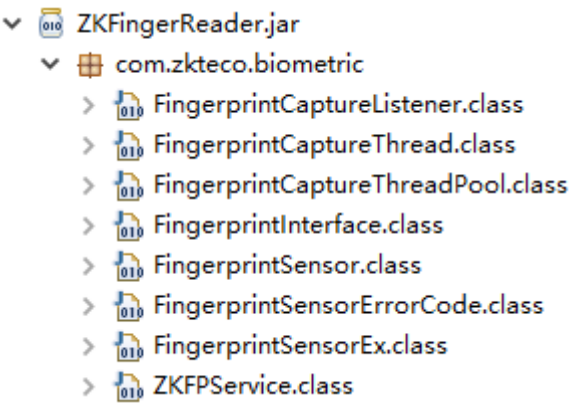 ZKFingerReader.jar
com.zkteco.biometric
FingerprintCaptureListener.class
FingerprintCaptureThread.class
FingerprintCaptureThreadPool.class
FingerprintInterface.class
FingerprintSensor.class
FingerprintSensorErrorCode.class
FingerprintSensorEx.class
ZKFPService.class